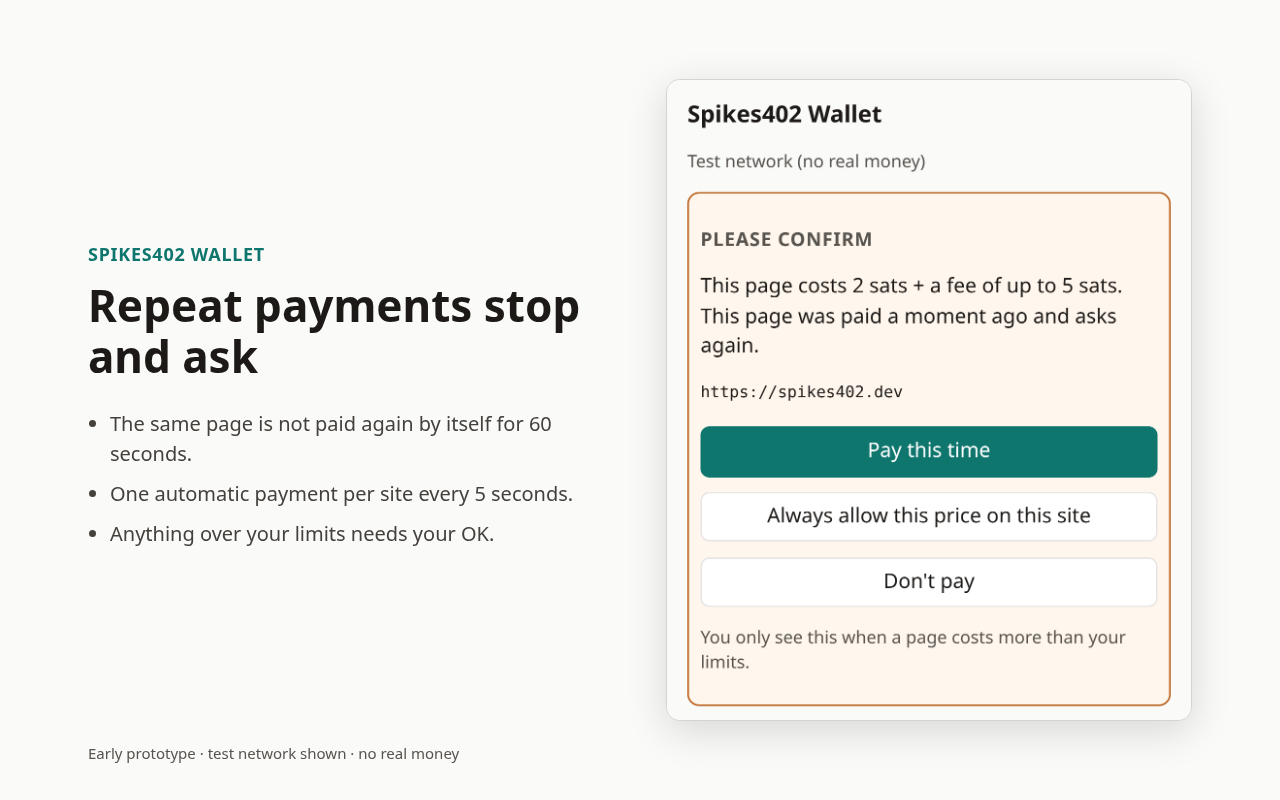 SPIKES402 WALLET
Repeat payments stop
and ask
• The same page is not paid again by itself for 60
seconds.
• One automatic payment per site every 5 seconds.
• Anything over your limits needs your OK.
Early prototype · test network shown · no real money
Spikes402 Wallet
Test network (no real money)
PLEASE CONFIRM
This page costs 2 sats + a fee of up to 5 sats.
This page was paid a moment ago and asks
again.
https://spikes402.dev
Pay this time
Always allow this price on this site
Don't pay
You only see this when a page costs more than your
limits.